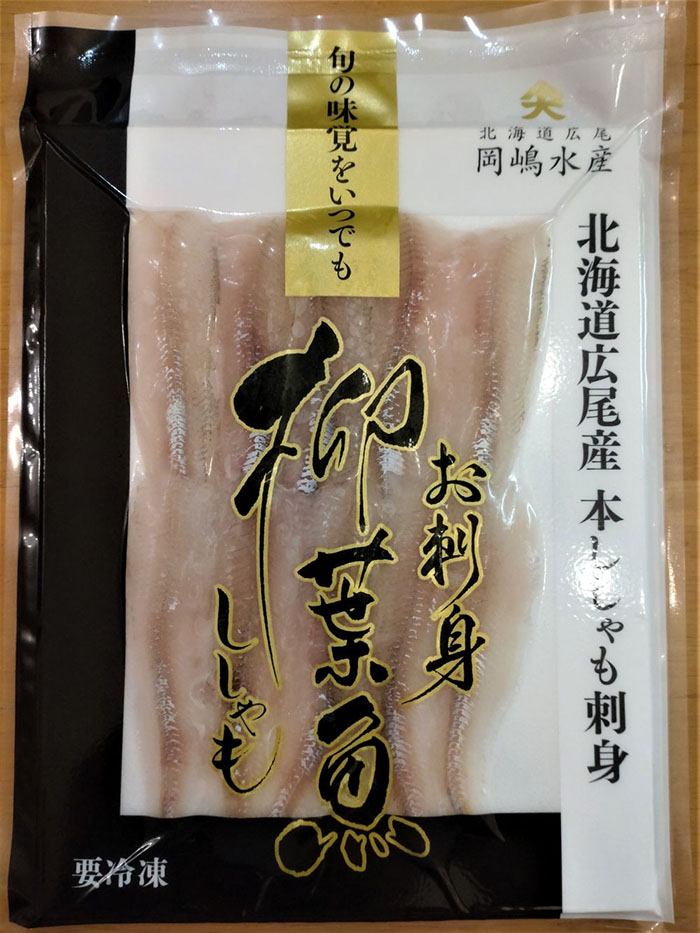 旬の味覚をいつでも
北海道広尾
岡嶋水産
北海道広尾産 本ししゃも刺身
お刺身
柳葉魚
ししゃも
要冷凍